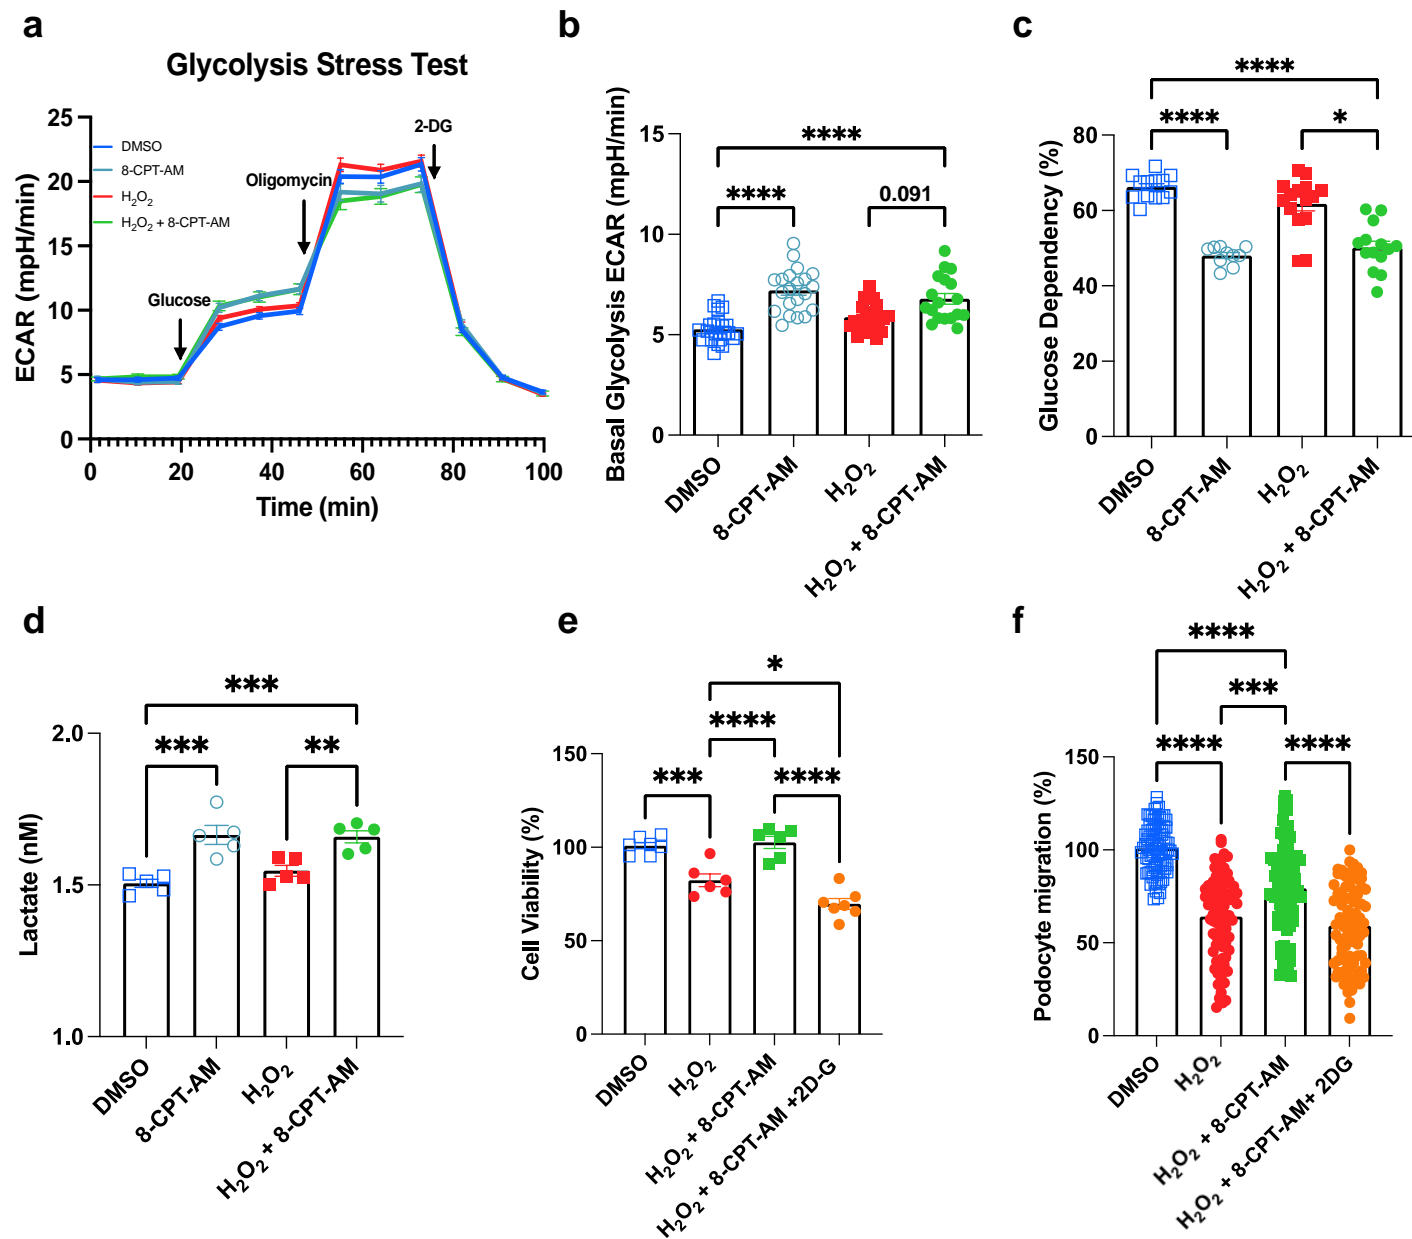 a
Glycolysis Stress Test
ECAR (mpH/min)
25
20
15
10
5
0
DMSO
8-CPT-AM
H₂O₂
H₂O₂ + 8-CPT-AM
Glucose
Oligomycin
2-DG
0
20
40
60
80
100
Time (min)
b
Basal Glycolysis ECAR (mpH/min)
15
10
5
0
****
****
0.091
DMSO
8-CPT-AM
H₂O₂
H₂O₂ + 8-CPT-AM
c
Glucose Dependency (%)
80
60
40
20
0
****
****
*
DMSO
8-CPT-AM
H₂O₂
H₂O₂ + 8-CPT-AM
d
Lactate (nM)
2.0
1.5
1.0
***
***
**
DMSO
8-CPT-AM
H₂O₂
H₂O₂ + 8-CPT-AM
e
Cell Viability (%)
150
100
50
0
*
****
***
****
DMSO
H₂O₂
H₂O₂ + 8-CPT-AM
H₂O₂ + 8-CPT-AM +2D-G
f
Podocyte migration (%)
150
100
50
0
****
***
****
****
DMSO
H₂O₂
H₂O₂ + 8-CPT-AM
H₂O₂ + 8-CPT-AM+ 2DG